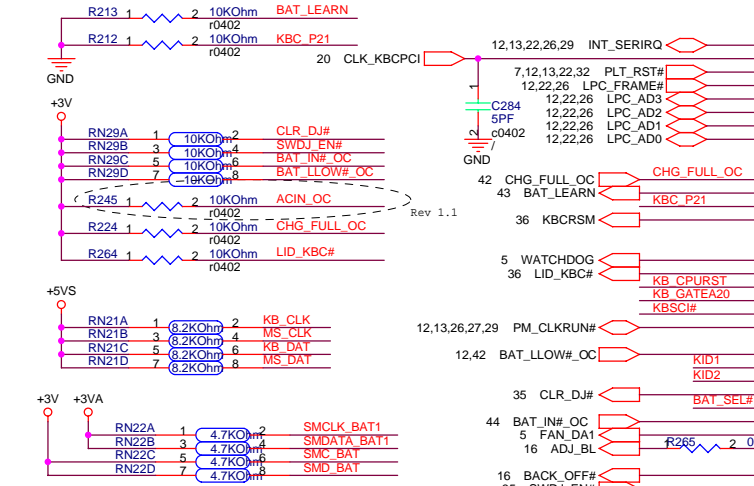 R213 1 2 10KOhm BAT_LEARN
r0402
R212 1 2 10KOhm KBC_P21
r0402
GND
+3V
RN29A 1 10KOhm 2 CLR_DJ#
RN29B 3 10KOhm 4 SWDJ_EN#
RN29C 5 10KOhm 6 BAT_IN#_OC
RN29D 7 10KOhm 8 BAT_LLOW#_OC
R245 1 2 10KOhm ACIN_OC
r0402
Rev 1.1
R224 1 2 10KOhm CHG_FULL_OC
r0402
R264 1 2 10KOhm LID_KBC#
r0402
+5VS
RN21A 1 8.2KOhm 2 KB_CLK
RN21B 3 8.2KOhm 4 MS_CLK
RN21C 5 8.2KOhm 6 KB_DAT
RN21D 7 8.2KOhm 8 MS_DAT
+3V +3VA
RN22A 1 4.7KOhm 2 SMCLK_BAT1
RN22B 3 4.7KOhm 4 SMDATA_BAT1
RN22C 5 4.7KOhm 6 SMC_BAT
RN22D 7 4.7KOhm 8 SMD_BAT
20 CLK_KBCPCI
1
C284
5PF
2 c0402
/
GND
12,13,22,26,29 INT_SERIRQ
7,12,13,22,32 PLT_RST#
12,22,26 LPC_FRAME#
12,22,26 LPC_AD3
12,22,26 LPC_AD2
12,22,26 LPC_AD1
12,22,26 LPC_AD0
42 CHG_FULL_OC CHG_FULL_OC
43 BAT_LEARN
KBC_P21
36 KBCRSM
5 WATCHDOG
36 LID_KBC#
KB_CPURST
KB_GATEA20
KBSCI#
12,13,26,27,29 PM_CLKRUN#
12,42 BAT_LLOW#_OC
KID1
KID2
35 CLR_DJ#
BAT_SEL#
44 BAT_IN#_OC
5 FAN_DA1
16 ADJ_BL 1 R265 2 0
16 BACK_OFF#